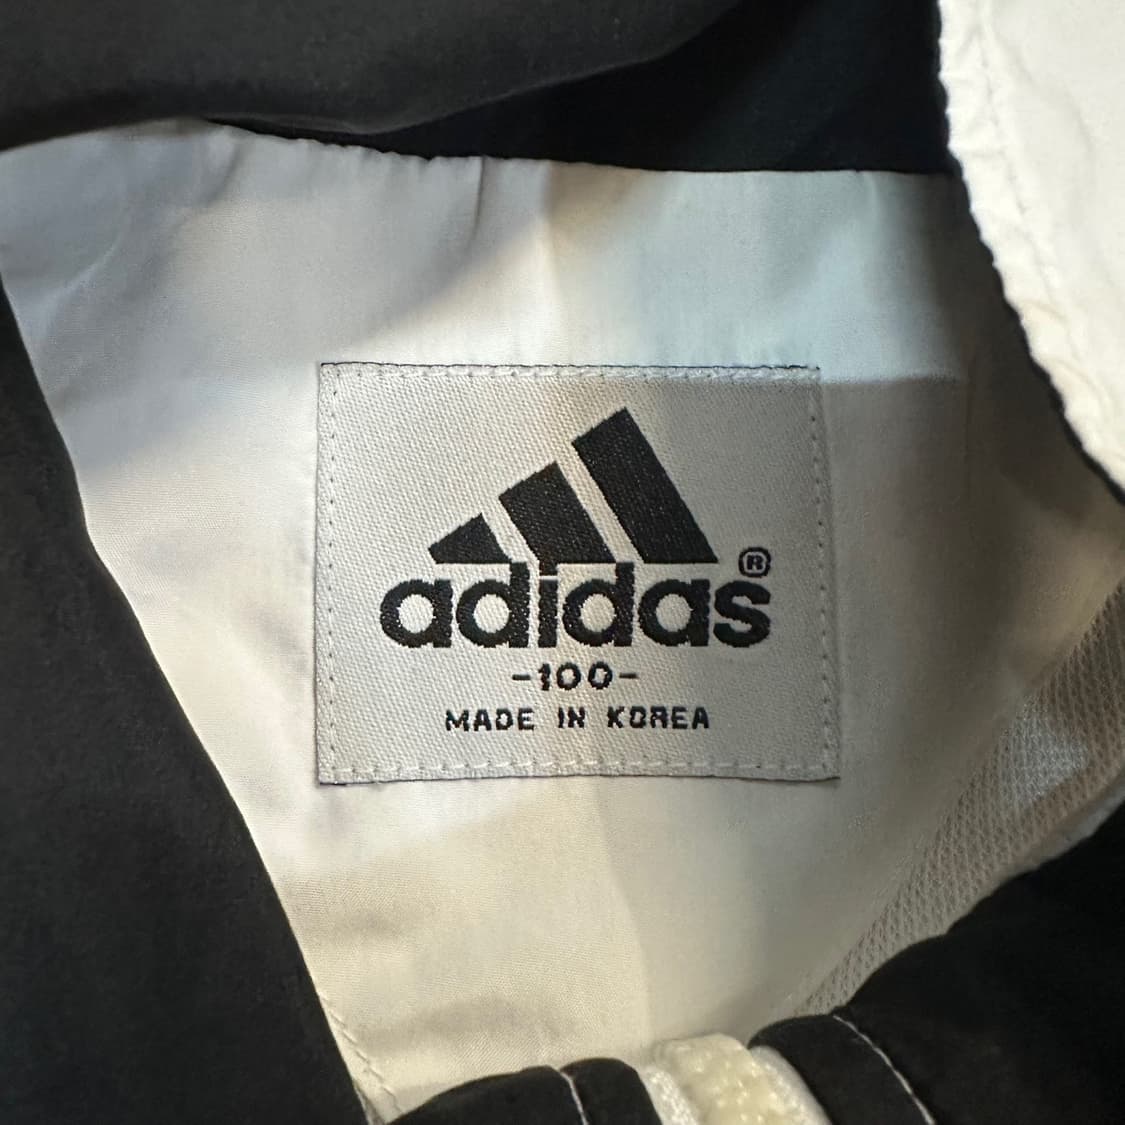 adidas®
-100-
MADE IN KOREA